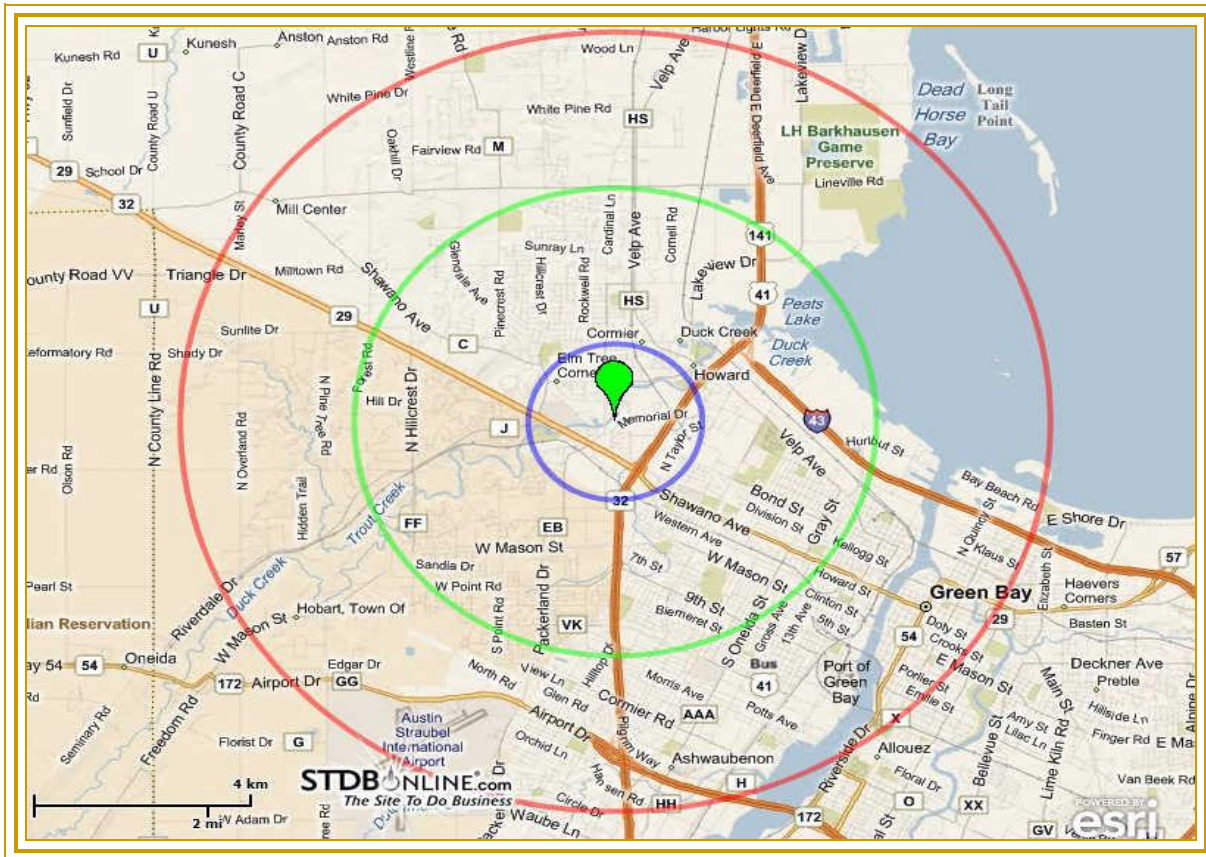 Kunesh Rd
U
Kunesh
Anston
Anston Rd
Wood Ln
Velp Ave
Harbor Lights Rd
Lakeview D
Sunfield Dr
County Road U
County Road C
White Pine Dr
White Pine Rd
HS
E Deerfield Ave
E Deerfield E
Dead
Horse
Bay
Long
Tail
Point
LH Barkhausen
Game
Preserve
Lineville Rd
Oakhill Dr
Fairview Rd
M
29
School Dr
32
Mill Center
Marley St
Cardinal Ln
Velp Ave
Cornell Rd
141
Sunray Ln
Glendale Ave
Hillcrest Dr
Rockwell Rd
Pinecrest Rd
Lakeview Dr
ounty Road VV
Triangle Dr
Milltown Rd
Shawano Ave
HS
41
Peats
Lake
U
29
Sunlite Dr
Cormier
Duck Creek
Duck
Creek
eformatory Rd
Shady Dr
C
Elm Tree
Corne
Howard
Forest Rd
N County Line Rd
N Pine Tree Rd
Hill Dr
N Hillcrest Dr
J
Memorial Dr
N Taylor St
43
Velp Ave
Hurlbut St
N Overland Rd
er Rd
Olson Rd
Hidden Trail
Trout Creek
32
Bay Beach Rd
E Shore Dr
Shawano Ave
Bond St
Division St
Gray St
N Quincy St
FF
EB
Western Ave
W Mason St
Kellogg St
Klaus St
57
Sandia Dr
W Point Rd
7th St
W Mason St
Howard St
Elizabeth St
Haevers
Corners
Pearl St
Duck Creek
Riverdale Dr
Hobart, Town Of
S Point Rd
Packerland Dr
9th St
Biemeret St
Clinton St
5th St
13th Ave
Gross Ave
S Oneida St
Green Bay
29
Basten St
dian Reservation
W Mason St
VK
54
Doty St
Crooks St
E Mason St
ay 54
54
Oneida
172
Airport Dr
GG
Edgar Dr
North Rd
View Ln
Glen Rd
Hilltop Dr
Cormier Rd
Morris Ave
Bus
41
Port of
Green
Bay
Porlier St
Emilie St
Main St
Deckner Ave
Preble
Rd
Seminary Rd
Freedom Rd
Florist Dr
G
Austin
Straubel
International
Airport
Airport Dr
Orchid Ln
Pilgrim Way
AAA
Potts Ave
X
Allouez
Amy St
Lilac Ln
Hillside Ln
Finger Rd
E Ma
Alpine Dr
Ashwaubenon
H
Riverside Dr
Floral Dr
Bellevue St
Lime Kiln Rd
Van Beek Rd
4 km
2 mi
STDBONLINE.com
The Site To Do Business
Hansen Rd
Circle Dr
HH
172
O
XX
W Adam Dr
Waube Ln
GV
POWERED BY
esri